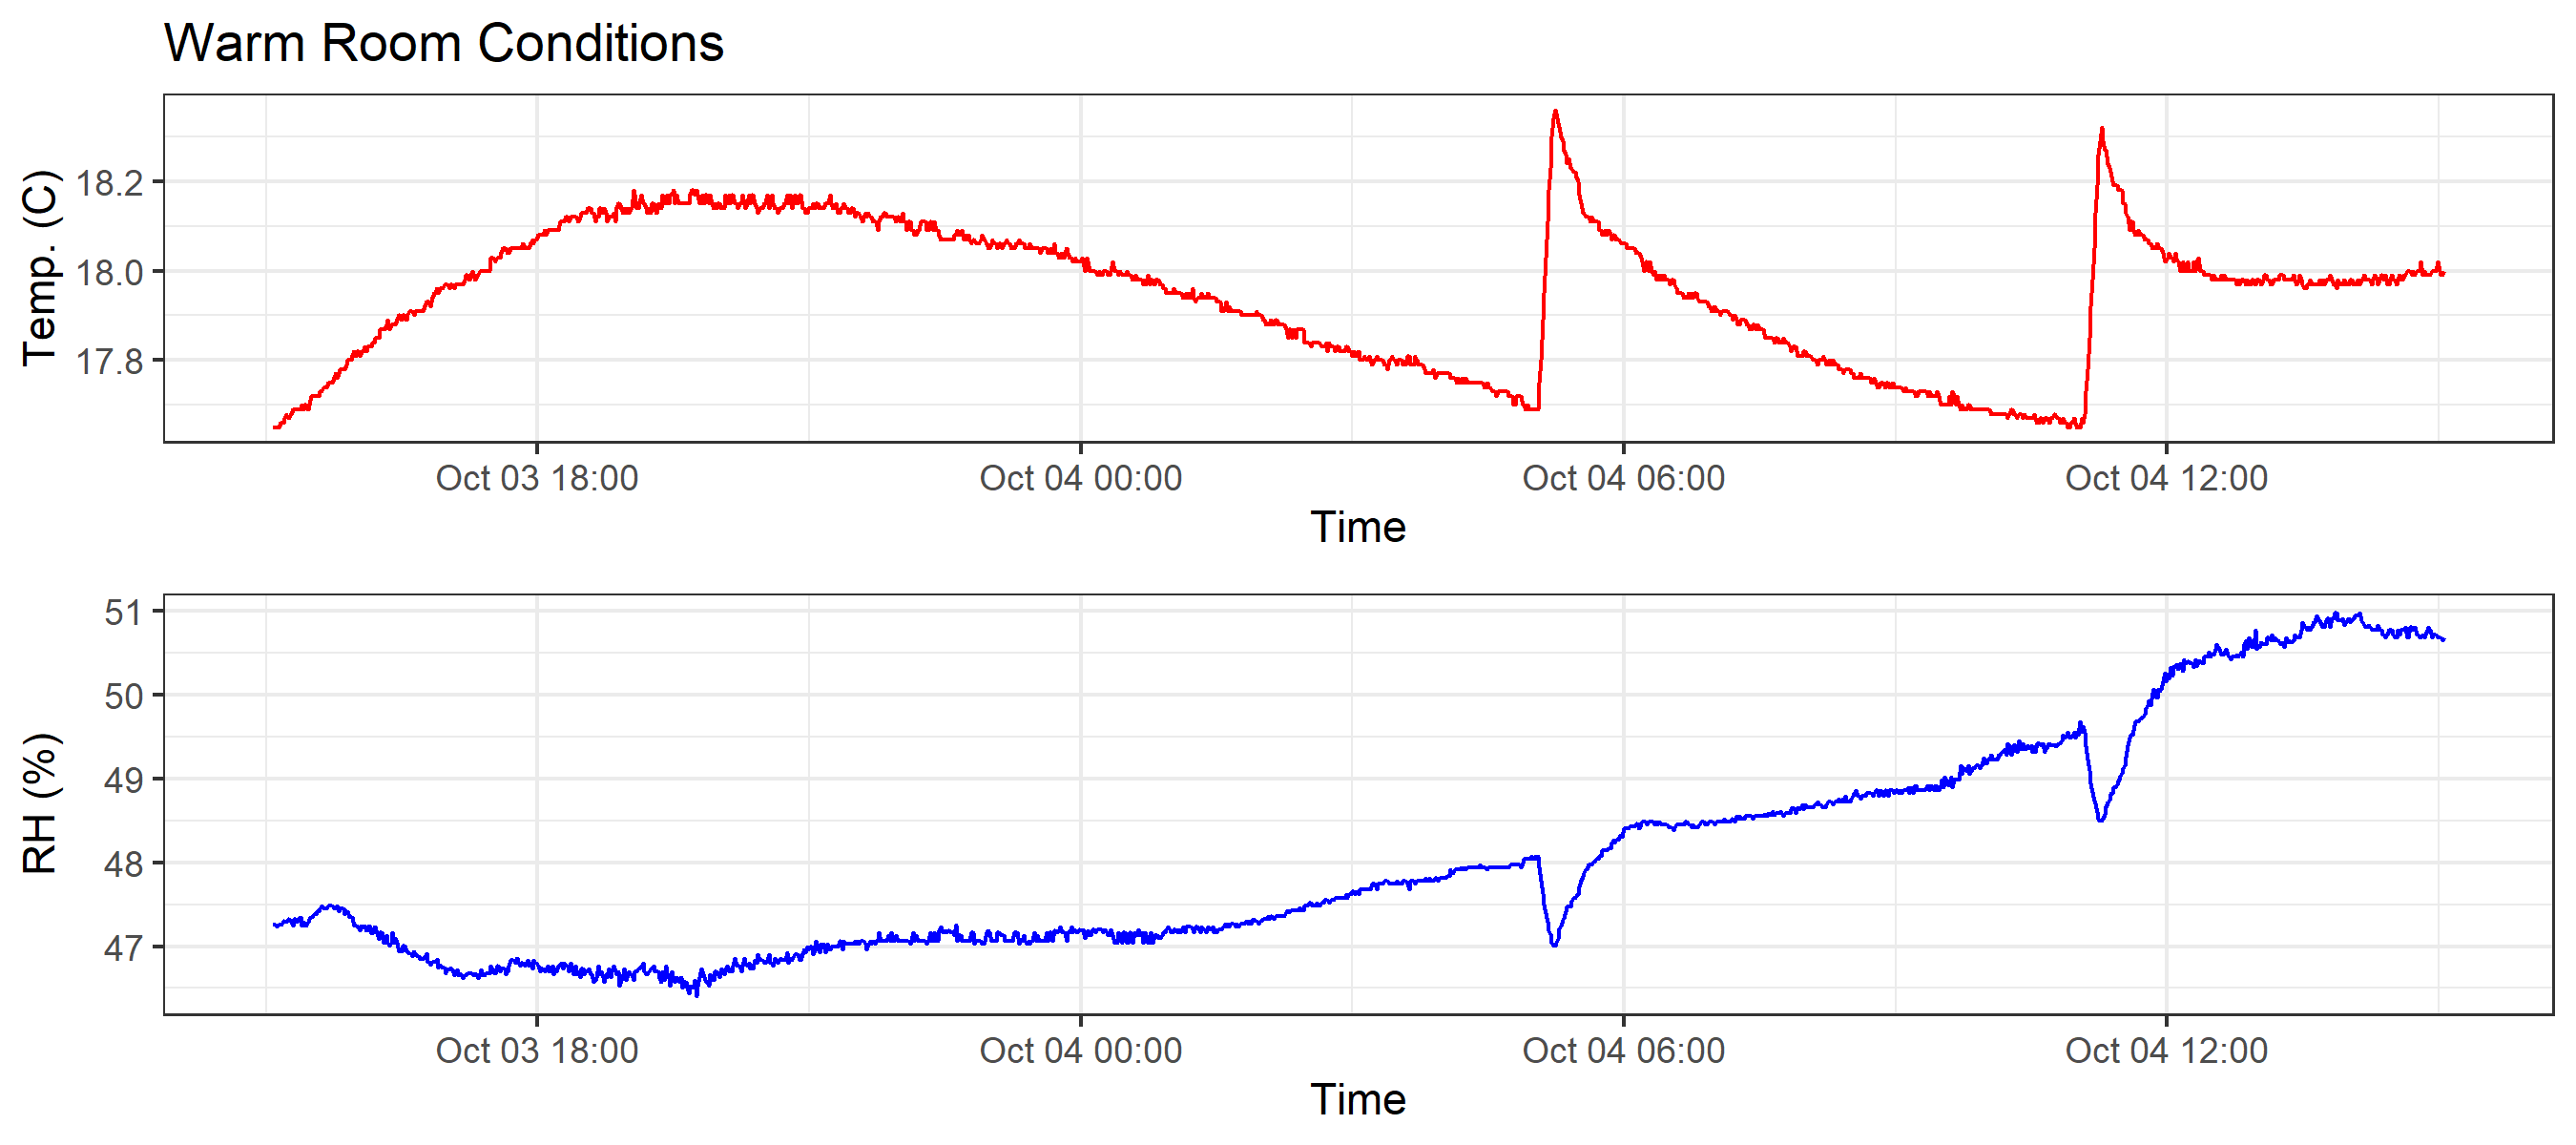 Warm Room Conditions
Temp. (C)
18.2
18.0
17.8
Oct 03 18:00 Oct 04 00:00 Oct 04 06:00 Oct 04 12:00
Time
RH (%)
51
50
49
48
47
Oct 03 18:00 Oct 04 00:00 Oct 04 06:00 Oct 04 12:00
Time